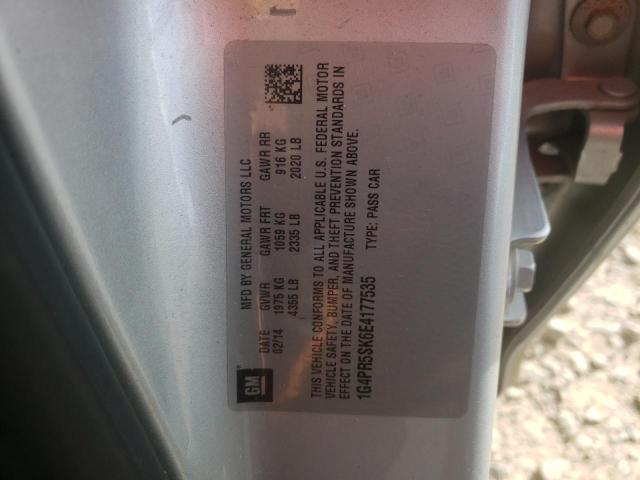 MFD BY GENERAL MOTORS LLC
DATE GVWR GAWR FRT GAWR RR
02/14 1975 KG 1059 KG 916 KG
4355 LB 2335 LB 2020 LB
GM
THIS VEHICLE CONFORMS TO ALL APPLICABLE U.S. FEDERAL MOTOR
VEHICLE SAFETY, BUMPER, AND THEFT PREVENTION STANDARDS IN
EFFECT ON THE DATE OF MANUFACTURE SHOWN ABOVE.
1G4PR5SK6E4177535 TYPE: PASS CAR